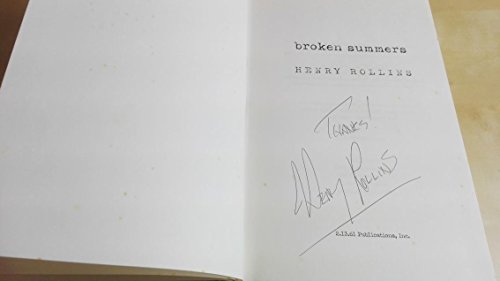 broken summers
HENRY ROLLINS
THANKS!
HENRY ROLLINS
2.13.61 Publications, Inc.